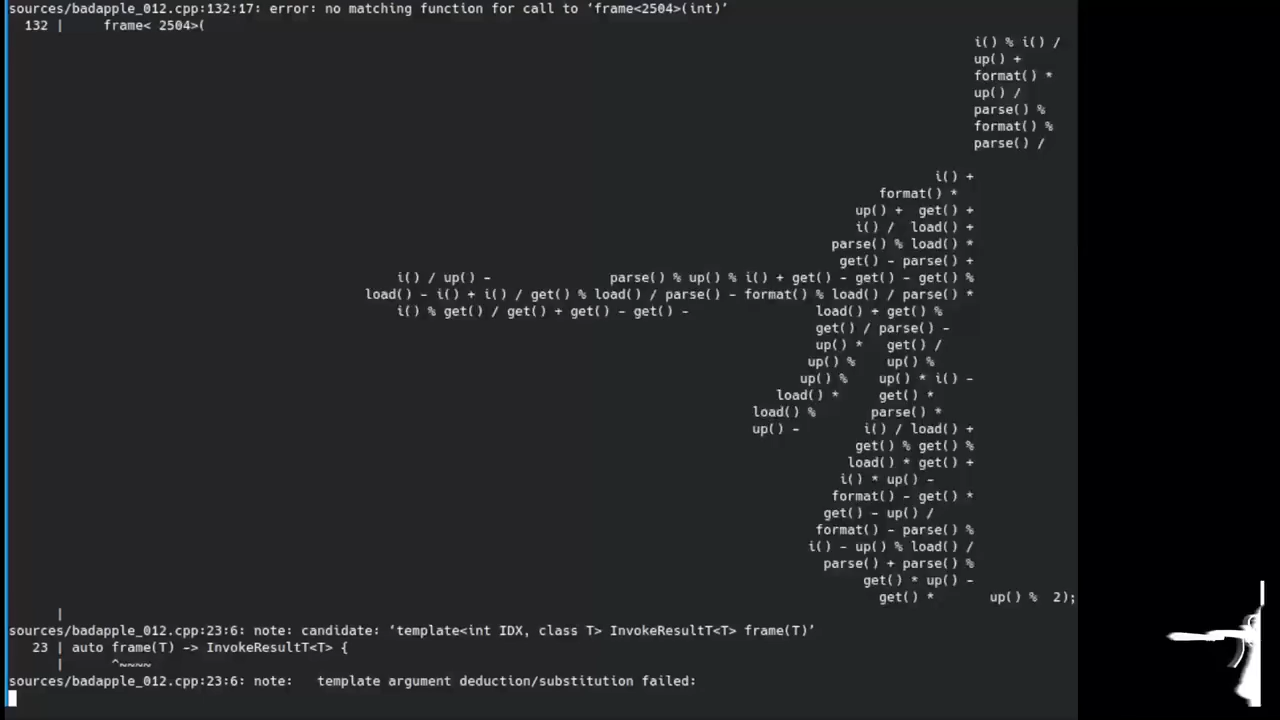 sources/badapple_012.cpp:132:17: error: no matching function for call to ‘frame<2504>(int)’
132 | frame< 2504>(
i() % i() /
up() +
format() *
up() /
parse() %
format() %
parse() /
i() +
format() *
up() + get() +
i() / load() +
parse() % load() *
get() - parse() +
i() / up() - parse() % up() % i() + get() - get() - get() %
load() - i() + i() / get() % load() / parse() - format() % load() / parse() *
i() % get() / get() + get() - get() - load() + get() %
get() / parse() -
up() * get() /
up() % up() %
up() % up() * i() -
load() * get() *
load() % parse() *
up() - i() / load() +
get() % get() %
load() * get() +
i() * up() -
format() - get() *
get() - up() /
format() - parse() %
i() - up() % load() /
parse() + parse() %
get() * up() -
get() * up() % 2);
|
sources/badapple_012.cpp:23:6: note: candidate: ‘template<int IDX, class T> InvokeResultT<T> frame(T)’
23 | auto frame(T) -> InvokeResultT<T> {
| ^~~~~
sources/badapple_012.cpp:23:6: note: template argument deduction/substitution failed: